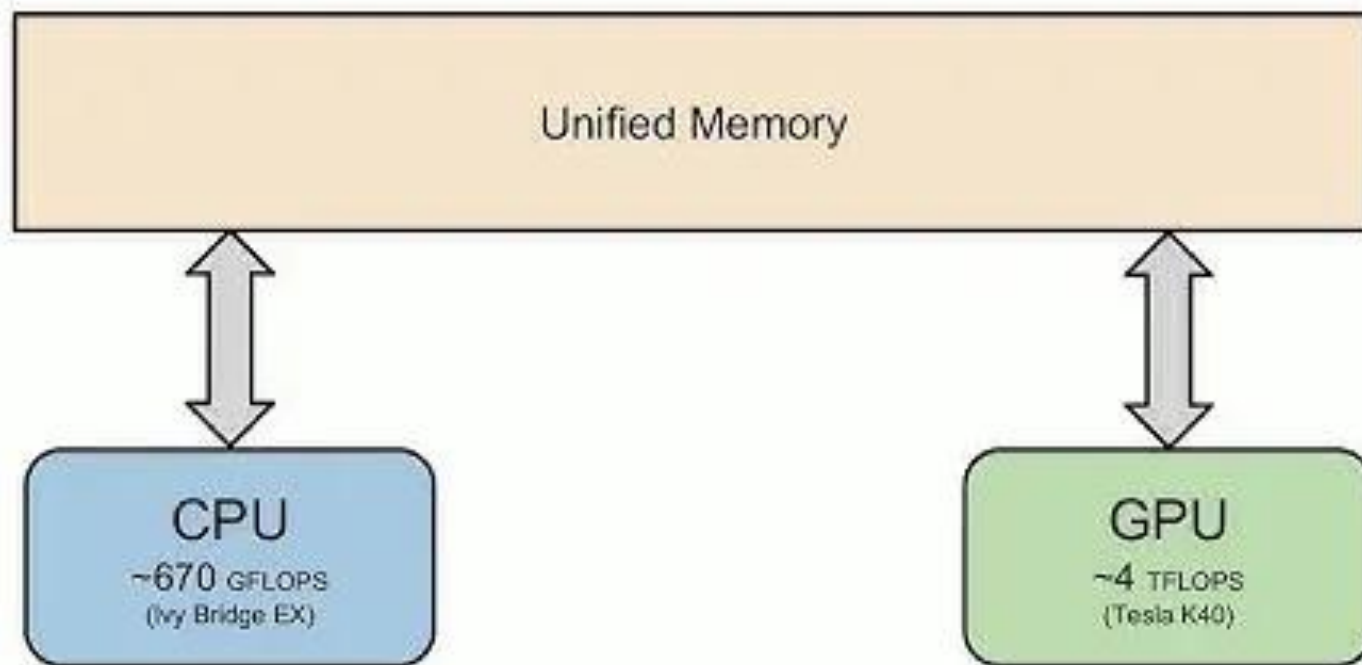 Unified Memory
CPU
~670 GFLOPS
(Ivy Bridge EX)
GPU
~4 TFLOPS
(Tesla K40)